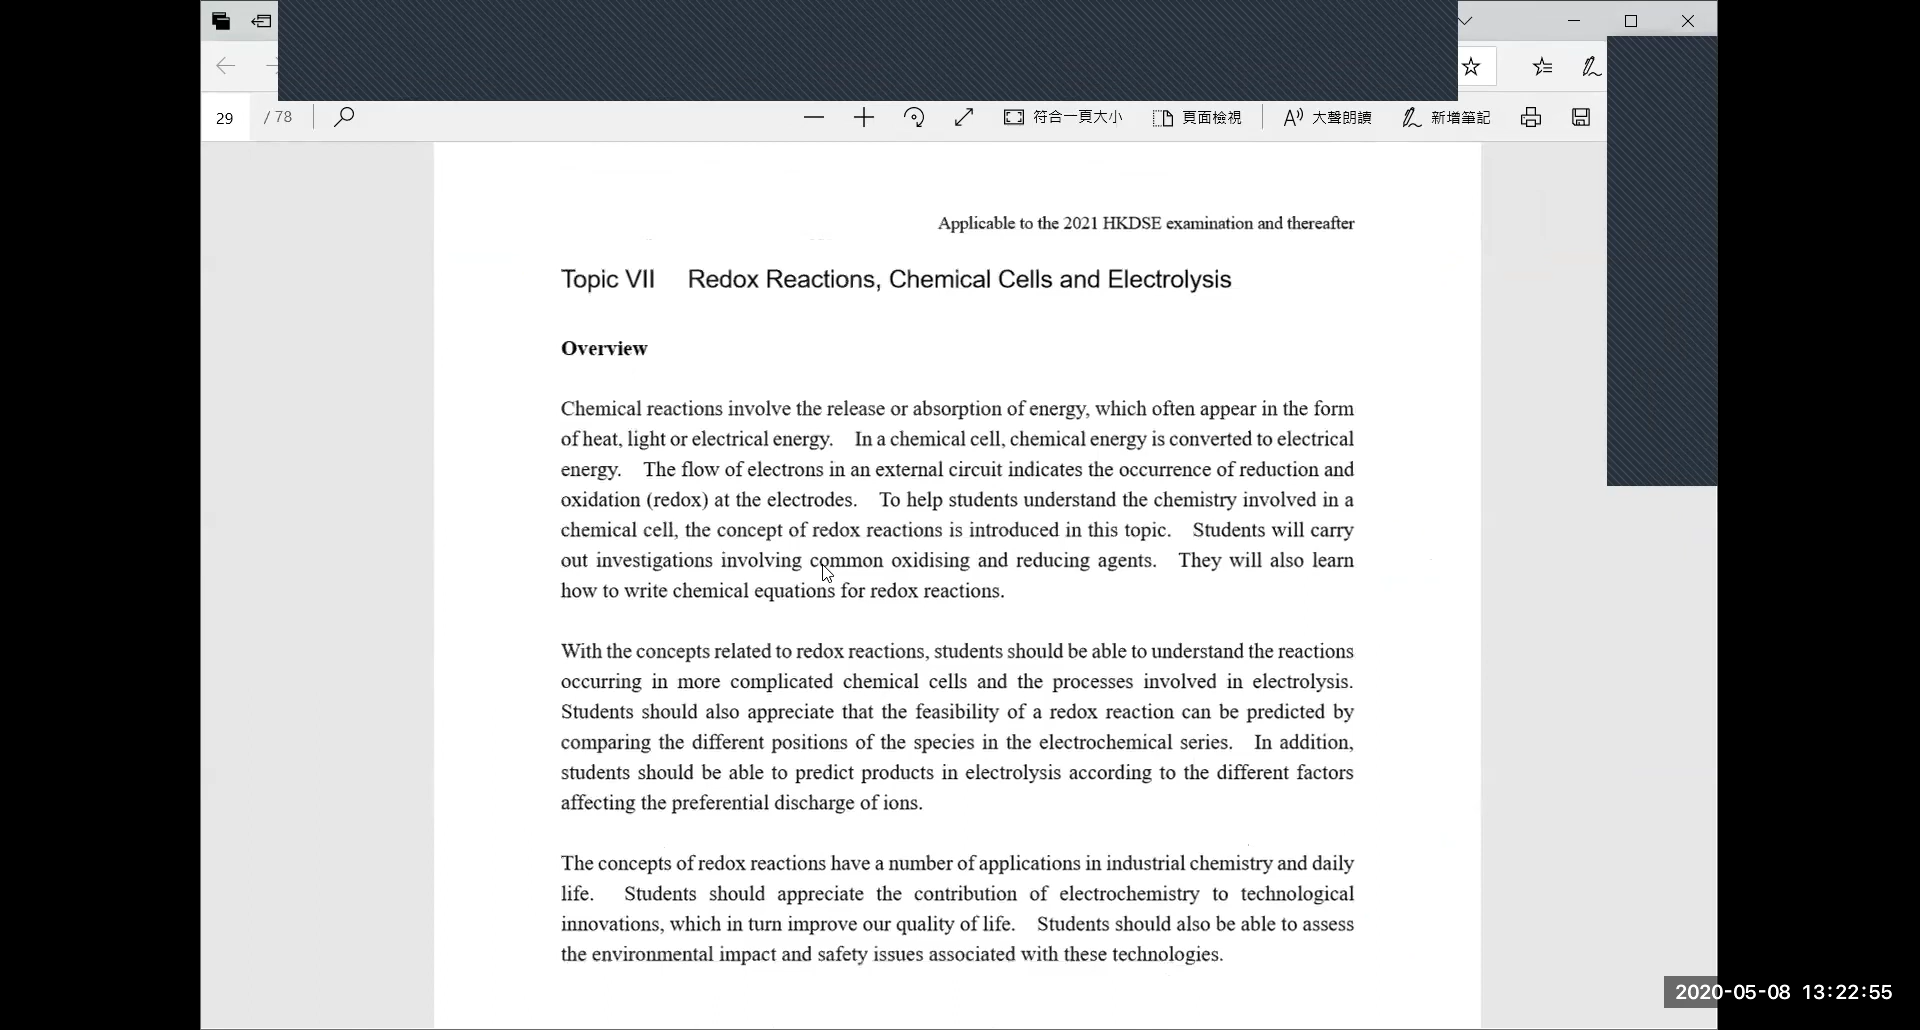 29 / 78 符合一頁大小 頁面檢視 A 大聲朗讀 新增筆記
Applicable to the 2021 HKDSE examination and thereafter
Topic VII Redox Reactions, Chemical Cells and Electrolysis
Overview
Chemical reactions involve the release or absorption of energy, which often appear in the form
of heat, light or electrical energy. In a chemical cell, chemical energy is converted to electrical
energy. The flow of electrons in an external circuit indicates the occurrence of reduction and
oxidation (redox) at the electrodes. To help students understand the chemistry involved in a
chemical cell, the concept of redox reactions is introduced in this topic. Students will carry
out investigations involving common oxidising and reducing agents. They will also learn
how to write chemical equations for redox reactions.
With the concepts related to redox reactions, students should be able to understand the reactions
occurring in more complicated chemical cells and the processes involved in electrolysis.
Students should also appreciate that the feasibility of a redox reaction can be predicted by
comparing the different positions of the species in the electrochemical series. In addition,
students should be able to predict products in electrolysis according to the different factors
affecting the preferential discharge of ions.
The concepts of redox reactions have a number of applications in industrial chemistry and daily
life. Students should appreciate the contribution of electrochemistry to technological
innovations, which in turn improve our quality of life. Students should also be able to assess
the environmental impact and safety issues associated with these technologies.
2020-05-08 13:22:55